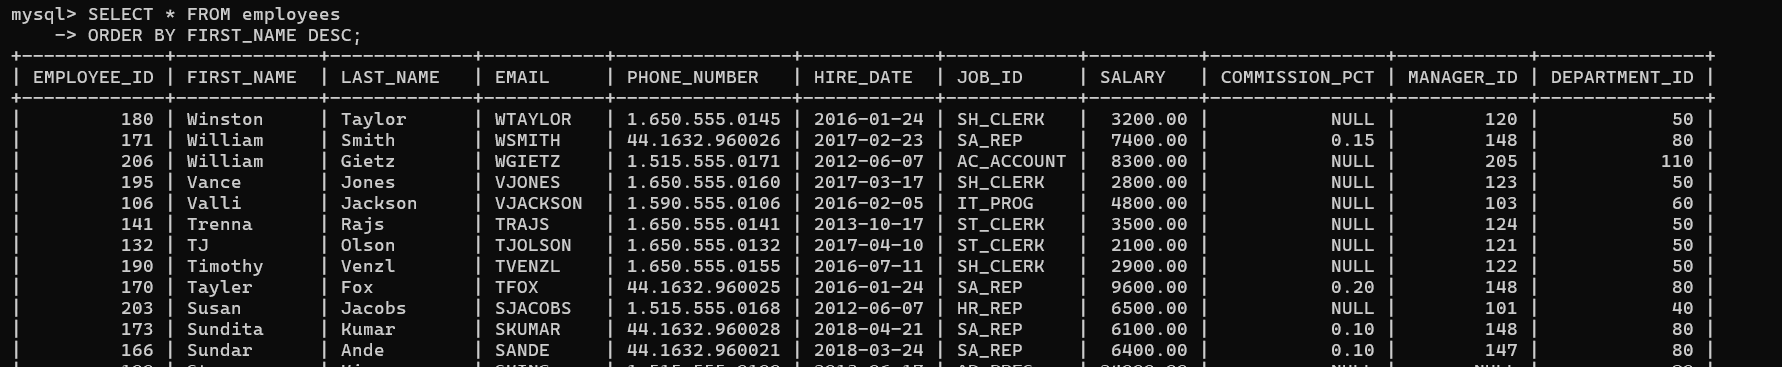 mysql> SELECT * FROM employees
    -> ORDER BY FIRST_NAME DESC;
| EMPLOYEE_ID | FIRST_NAME | LAST_NAME | EMAIL | PHONE_NUMBER | HIRE_DATE | JOB_ID | SALARY | COMMISSION_PCT | MANAGER_ID | DEPARTMENT_ID |
| 180 | Winston | Taylor | WTAYLOR | 1.650.555.0145 | 2016-01-24 | SH_CLERK | 3200.00 | NULL | 120 | 50 |
| 171 | William | Smith | WSMITH | 44.1632.960026 | 2017-02-23 | SA_REP | 7400.00 | 0.15 | 148 | 80 |
| 206 | William | Gietz | WGIETZ | 1.515.555.0171 | 2012-06-07 | AC_ACCOUNT | 8300.00 | NULL | 205 | 110 |
| 195 | Vance | Jones | VJONES | 1.650.555.0160 | 2017-03-17 | SH_CLERK | 2800.00 | NULL | 123 | 50 |
| 106 | Valli | Jackson | VJACKSON | 1.590.555.0106 | 2016-02-05 | IT_PROG | 4800.00 | NULL | 103 | 60 |
| 141 | Trenna | Rajs | TRAJS | 1.650.555.0141 | 2013-10-17 | ST_CLERK | 3500.00 | NULL | 124 | 50 |
| 132 | TJ | Olson | TJOLSON | 1.650.555.0132 | 2017-04-10 | ST_CLERK | 2100.00 | NULL | 121 | 50 |
| 190 | Timothy | Venzl | TVENZL | 1.650.555.0155 | 2016-07-11 | SH_CLERK | 2900.00 | NULL | 122 | 50 |
| 170 | Tayler | Fox | TFOX | 44.1632.960025 | 2016-01-24 | SA_REP | 9600.00 | 0.20 | 148 | 80 |
| 203 | Susan | Jacobs | SJACOBS | 1.515.555.0168 | 2012-06-07 | HR_REP | 6500.00 | NULL | 101 | 40 |
| 173 | Sundita | Kumar | SKUMAR | 44.1632.960028 | 2018-04-21 | SA_REP | 6100.00 | 0.10 | 148 | 80 |
| 166 | Sundar | Ande | SANDE | 44.1632.960021 | 2018-03-24 | SA_REP | 6400.00 | 0.10 | 147 | 80 |